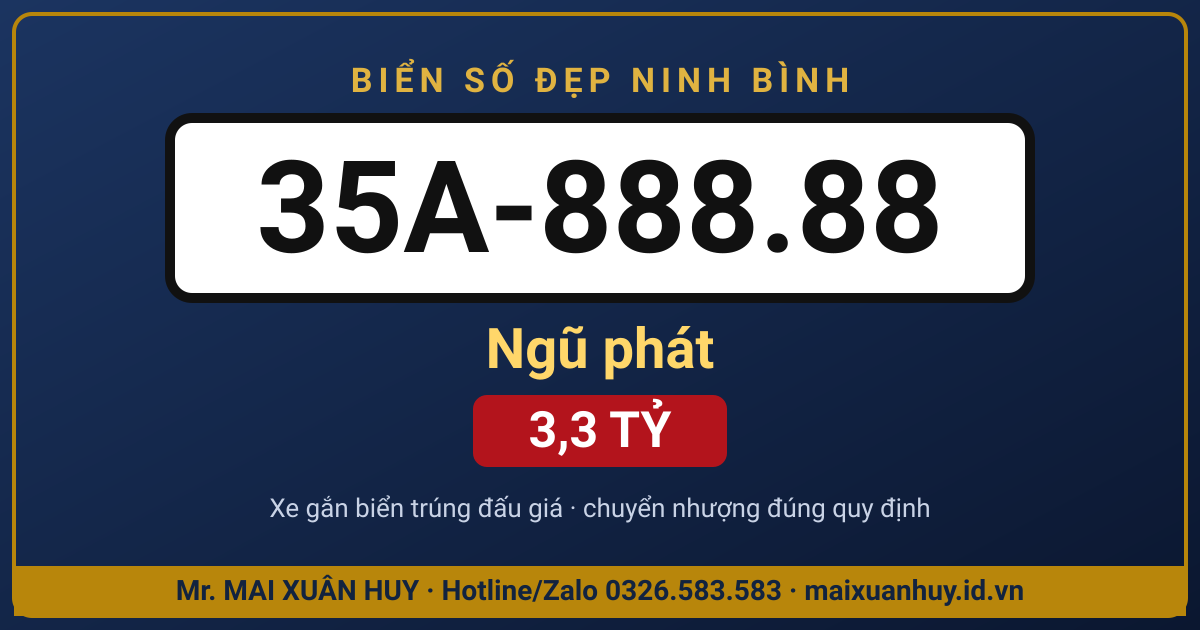 BIỂN SỐ ĐẸP NINH BÌNH
35A-888.88
Ngũ phát
3,3 TỶ
Xe gắn biển trúng đấu giá · chuyển nhượng đúng quy định
Mr. MAI XUÂN HUY · Hotline/Zalo 0326.583.583 · maixuanhuy.id.vn